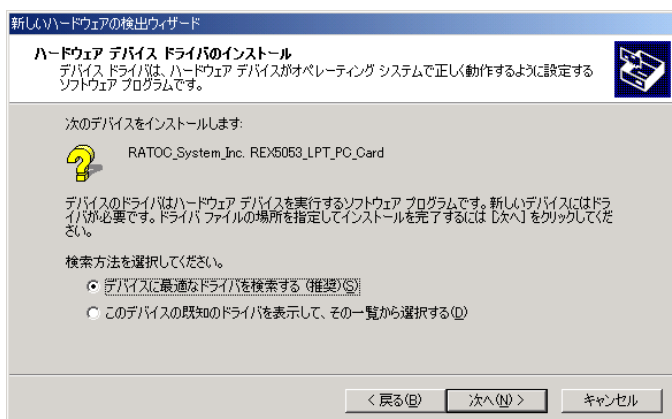 新しいハードウェアの検出ウィザード
ハードウェア デバイス ドライバのインストール
デバイス ドライバは、ハードウェア デバイスがオペレーティング システムで正しく動作するように設定する
ソフトウェア プログラムです。
次のデバイスをインストールします:
RATOC_System_Inc. REX5053_LPT_PC_Card
デバイスのドライバはハードウェア デバイスを実行するソフトウェア プログラムです。新しいデバイスにはドラ
イバが必要です。ドライバ ファイルの場所を指定してインストールを完了するには [次へ] をクリックしてくだ
さい。
検索方法を選択してください。
デバイスに最適なドライバを検索する (推奨)(S)
このデバイスの既知のドライバを表示して、その一覧から選択する(D)
< 戻る(B)
次へ(N) >
キャンセル